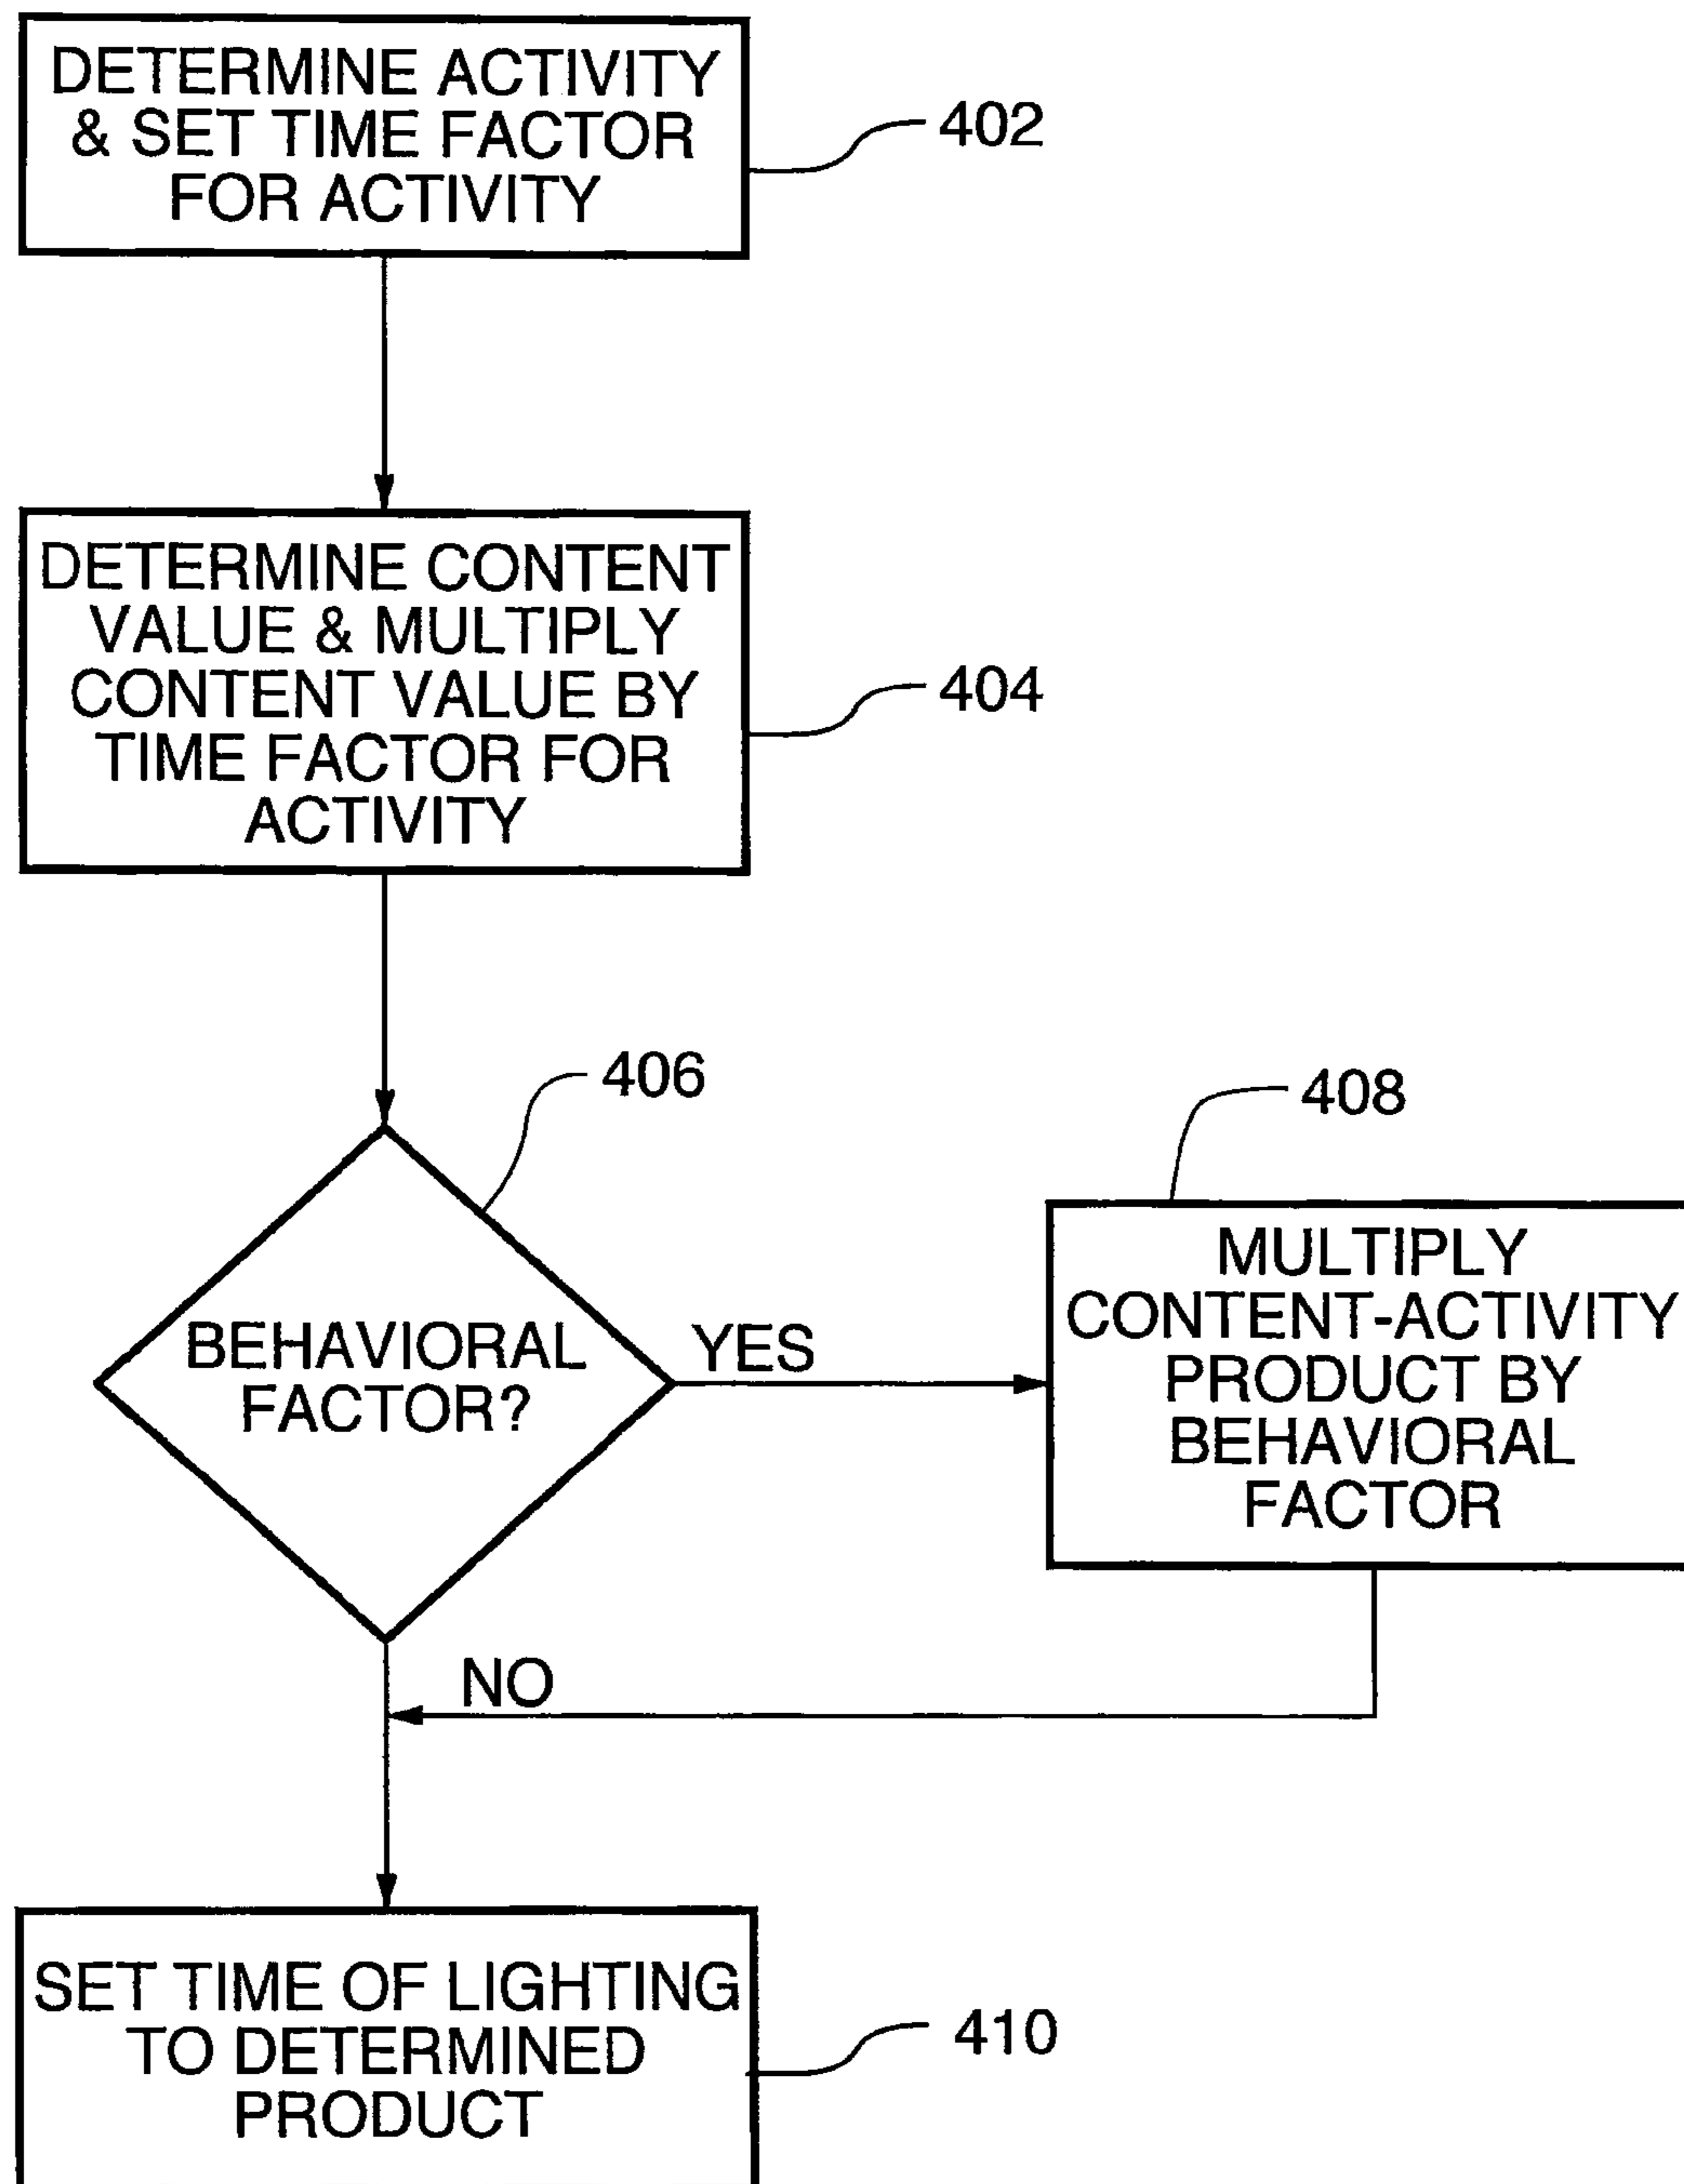 DETERMINE ACTIVITY
& SET TIME FACTOR
FOR ACTIVITY
402
DETERMINE CONTENT
VALUE & MULTIPLY
CONTENT VALUE BY
TIME FACTOR FOR
ACTIVITY
404
406
BEHAVIORAL
FACTOR?
YES
408
MULTIPLY
CONTENT-ACTIVITY
PRODUCT BY
BEHAVIORAL
FACTOR
NO
SET TIME OF LIGHTING
TO DETERMINED
PRODUCT
410